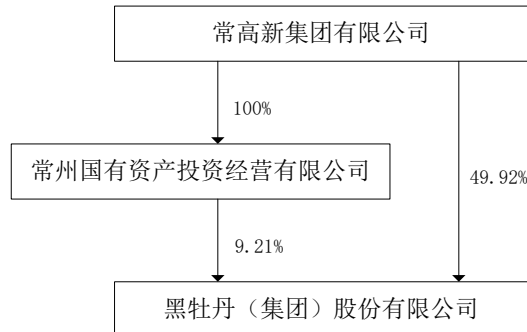 常高新集团有限公司
100%
常州国有资产投资经营有限公司
49.92%
9.21%
黑牡丹（集团）股份有限公司